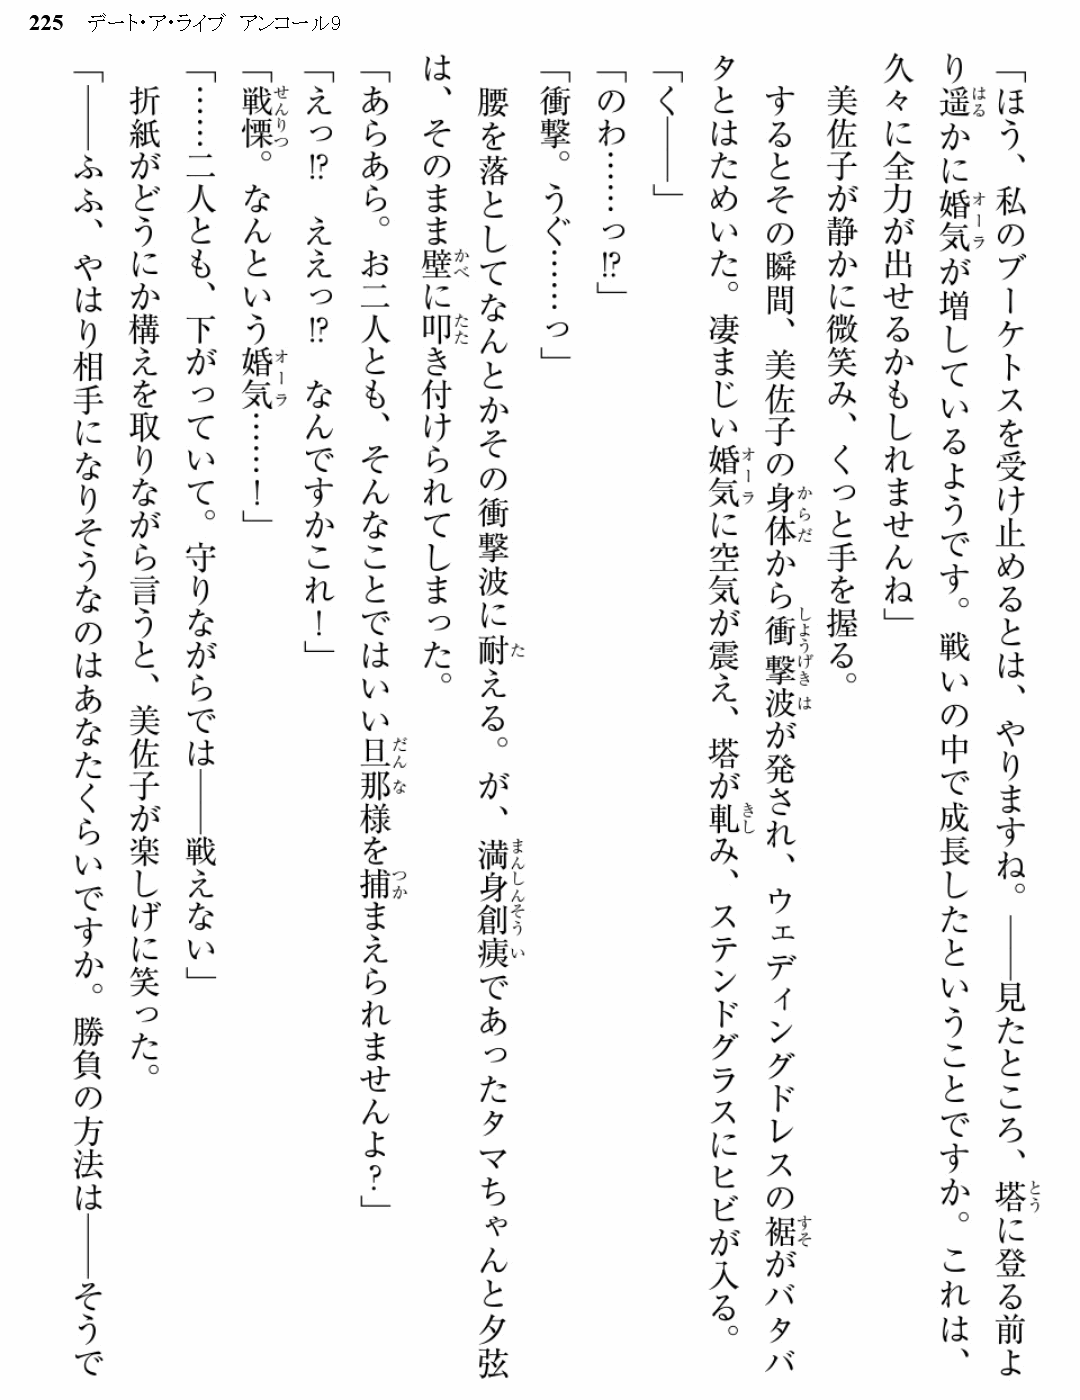 225 デート・ア・ライブ アンコール9
「ほう、私のブーケトスを受け止めるとは、やりますね。――見たところ、塔に登る前よ
り遥かに婚気が増しているようです。戦いの中で成長したということですか。これは、
久々に全力が出せるかもしれませんね」
美佐子が静かに微笑み、くっと手を握る。
するとその瞬間、美佐子の身体から衝撃波が発され、ウェディングドレスの裾がバタバ
タとはためいた。凄まじい婚気に空気が震え、塔が軋み、ステンドグラスにヒビが入る。
「く――」
「のわ……っ!?」
「衝撃。うぐ……っ」
腰を落としてなんとかその衝撃波に耐える。が、満身創痍であったタマちゃんと夕弦
は、そのまま壁に叩き付けられてしまった。
「あらあら。お二人とも、そんなことではいい旦那様を捕まえられませんよ?」
「えっ!? ええっ!? なんですかこれ!」
「戦慄。なんという婚気……!」
「……二人とも、下がっていて。守りながらでは――戦えない」
折紙がどうにか構えを取りながら言うと、美佐子が楽しげに笑った。
「――ふふ、やはり相手になりそうなのはあなたくらいですか。勝負の方法は――そうで